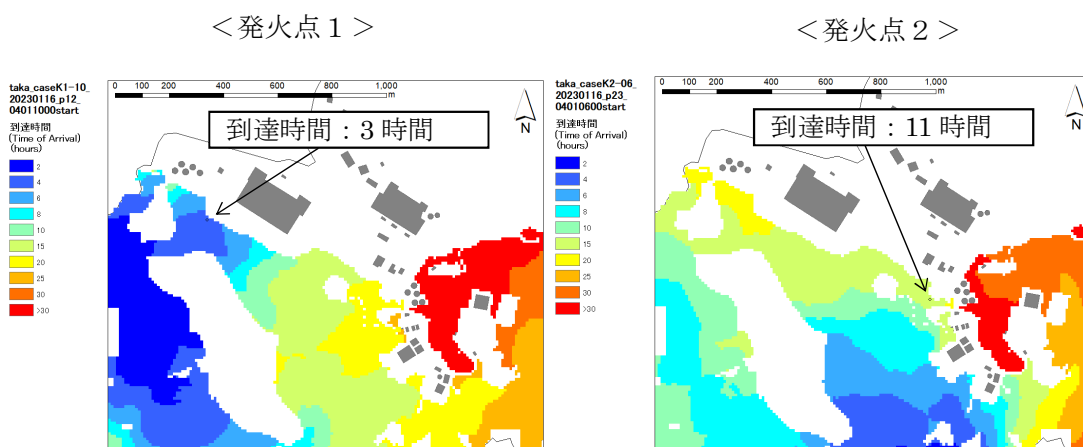 ＜発火点１＞
＜発火点２＞
taka_caseK1-10_
20230116_p12_
04011000start
到達時間
(Time of Arrival)
(hours)
2
4
6
8
10
15
20
25
30
>30
0 100 200 400 600 800 1,000
m
到達時間：3 時間
N
taka_caseK2-06_
20230116_p23_
04010600start
到達時間
(Time of Arrival)
(hours)
2
4
6
8
10
15
20
25
30
>30
0 100 200 400 600 800 1,000
m
到達時間：11 時間
N